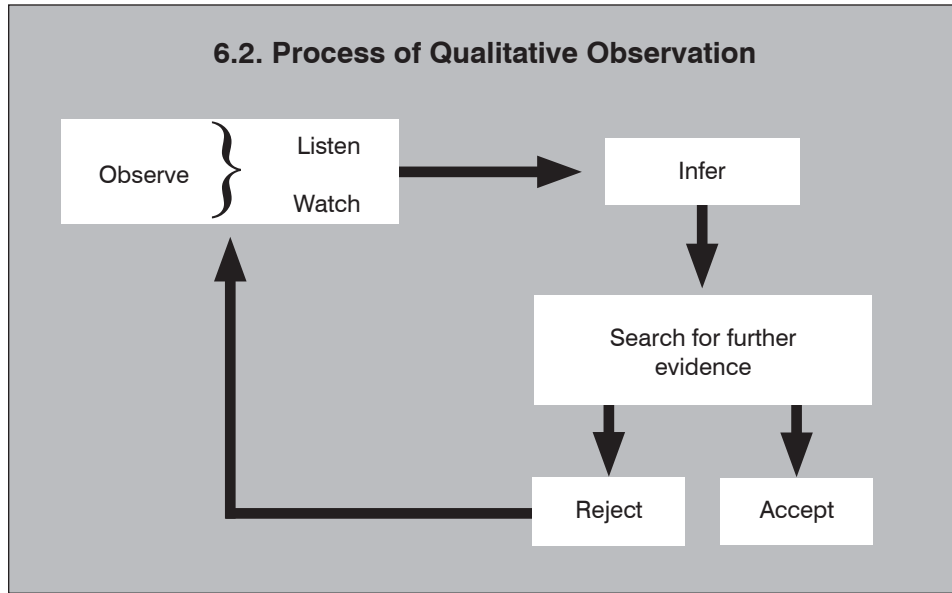 6.2. Process of Qualitative Observation
Observe
Listen
Watch
Infer
Search for further
evidence
Reject
Accept